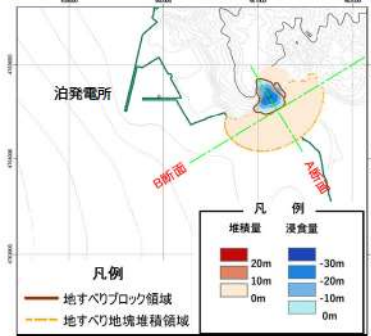 泊発電所
B断面
A断面
凡 例
堆積量 浸食量
20m -30m
10m -20m
0m -10m
0m
凡例
地すべりブロック領域
地すべり地塊堆積領域